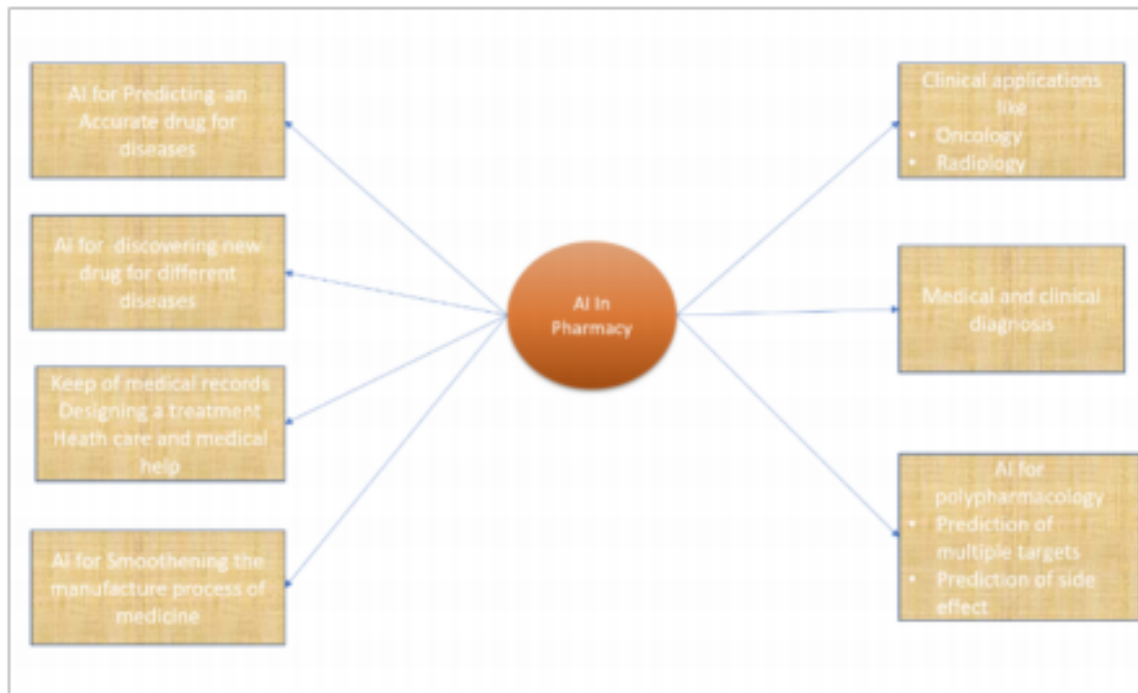 AI for Predicting an
Accurate drug for
diseases
AI for discovering new
drug for different
diseases
Keep of medical records
Designing a treatment
Heath care and medical
help
AI for Smoothening the
manufacture process of
medicine
AI In
Pharmacy
Clinical applications
like
• Oncology
• Radiology
Medical and clinical
diagnosis
AI for
polypharmacology
• Prediction of
multiple targets
• Prediction of side
effect